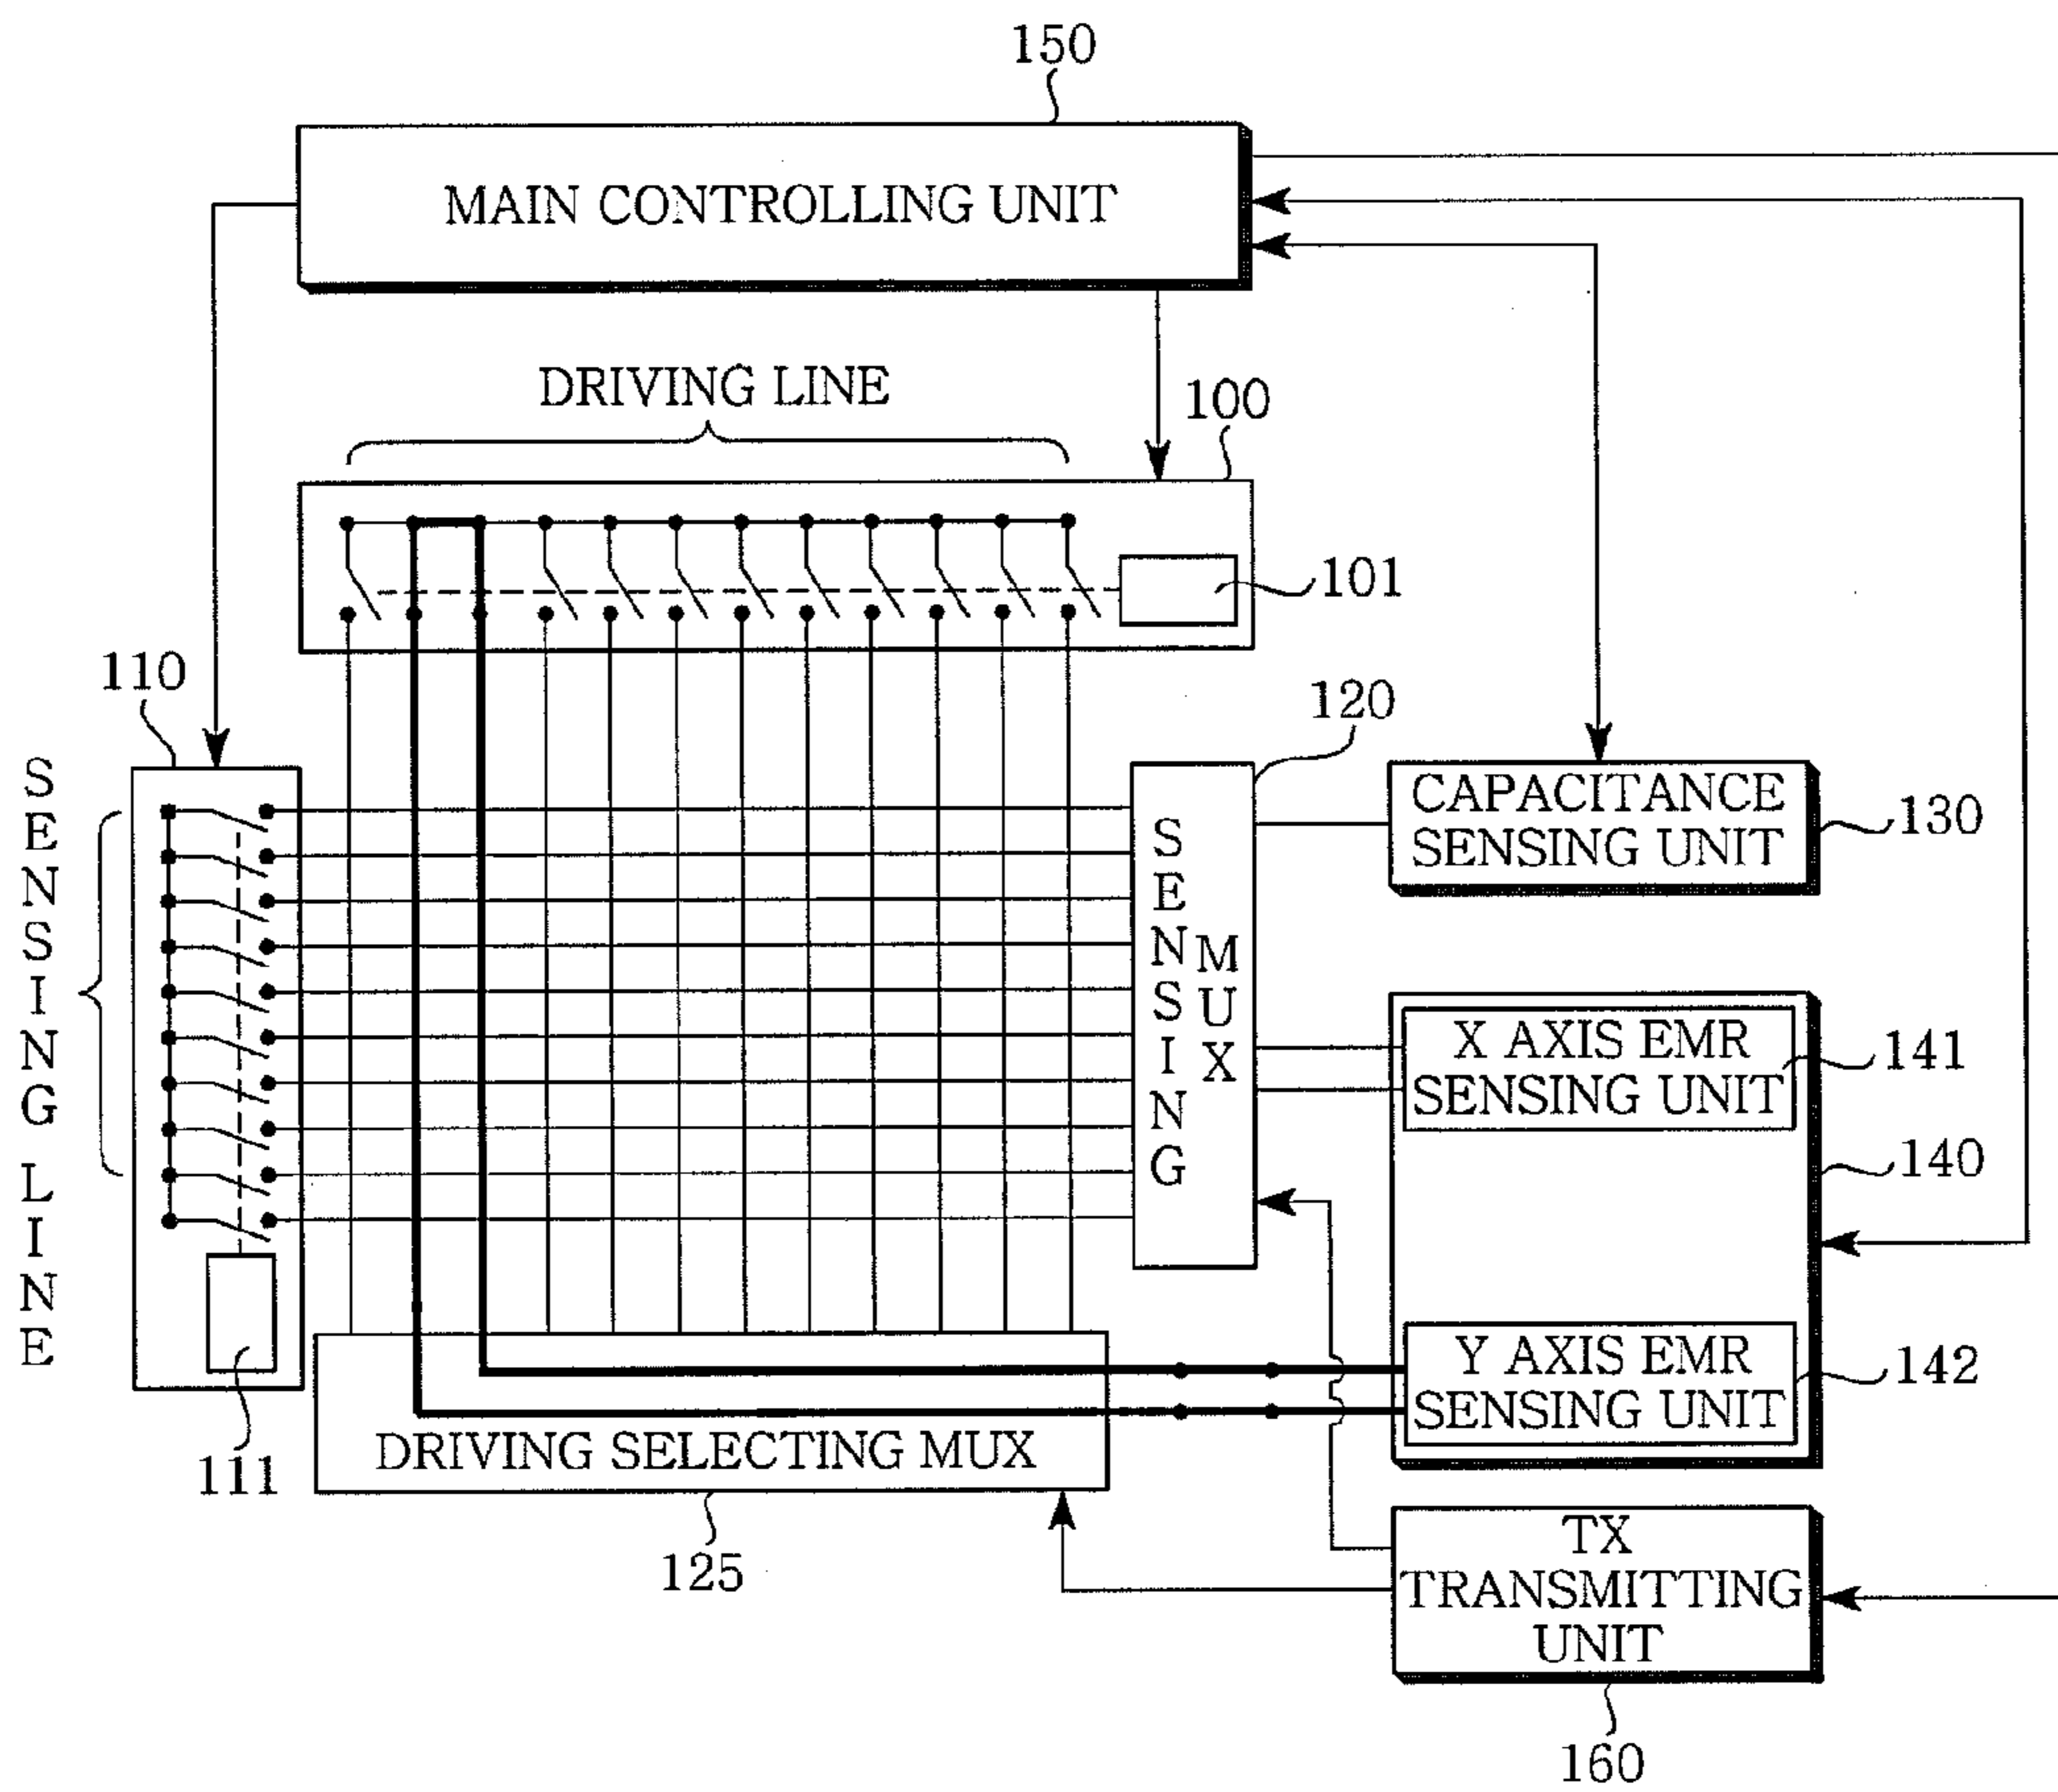 150
MAIN CONTROLLING UNIT
DRIVING LINE
100
101
110
120
SENSING LINE
SENSING
MUX
CAPACITANCE
SENSING UNIT
130
X AXIS EMR
SENSING UNIT
141
140
Y AXIS EMR
SENSING UNIT
142
111
DRIVING SELECTING MUX
125
TX
TRANSMITTING
UNIT
160